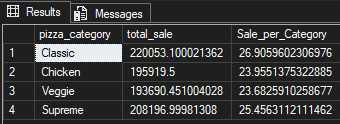 Results Messages
pizza_category total_sale Sale_per_Category
1 Classic 220053.100021362 26.9059602306976
2 Chicken 195919.5 23.9551375322885
3 Veggie 193690.451004028 23.6825910258677
4 Supreme 208196.99981308 25.4563112111462